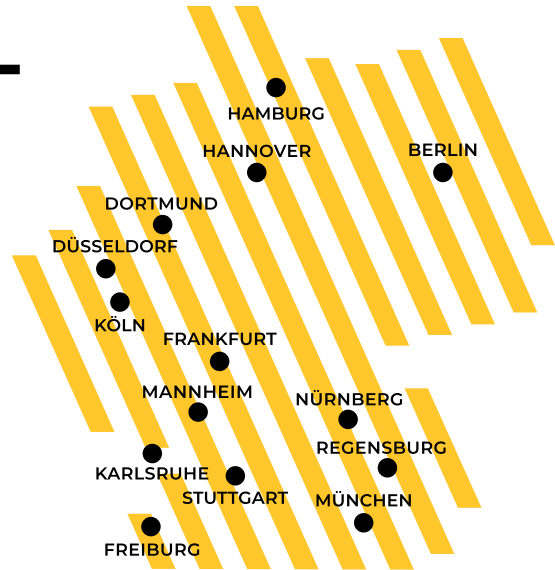 HAMBURG
HANNOVER
BERLIN
DORTMUND
DÜSSELDORF
KÖLN
FRANKFURT
MANNHEIM
NÜRNBERG
REGENSBURG
KARLSRUHE
STUTTGART
MÜNCHEN
FREIBURG